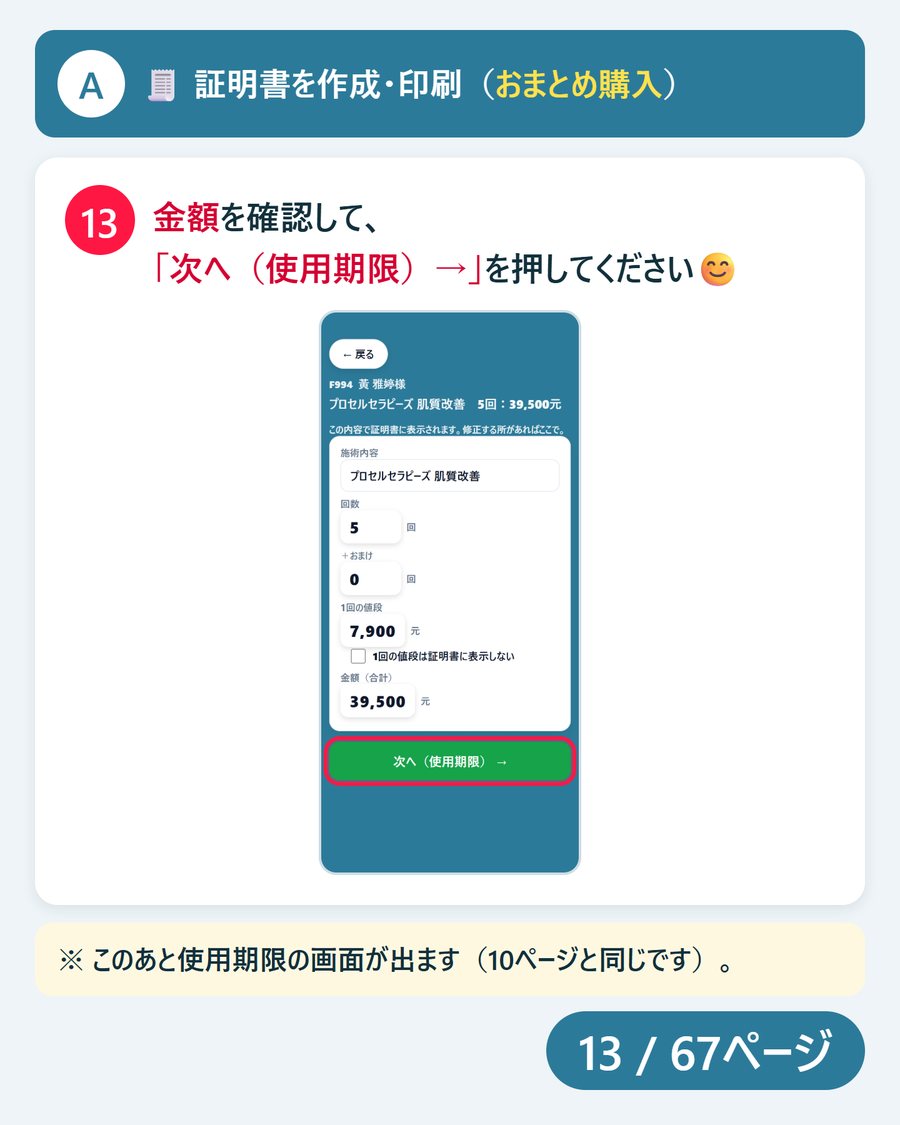 A 証明書を作成・印刷（おまとめ購入）
13 金額を確認して、
「次へ（使用期限）→」を押してください
← 戻る
F994 黃 雅婷様
プロセルセラピーズ 肌質改善 5回：39,500元
この内容で証明書に表示されます。修正する所があればここで。
施術内容
プロセルセラピーズ 肌質改善
回数
5 回
＋おまけ
0 回
1回の値段
7,900 元
1回の値段は証明書に表示しない
金額（合計）
39,500 元
次へ（使用期限） →
※ このあと使用期限の画面が出ます（10ページと同じです）。
13 / 67ページ